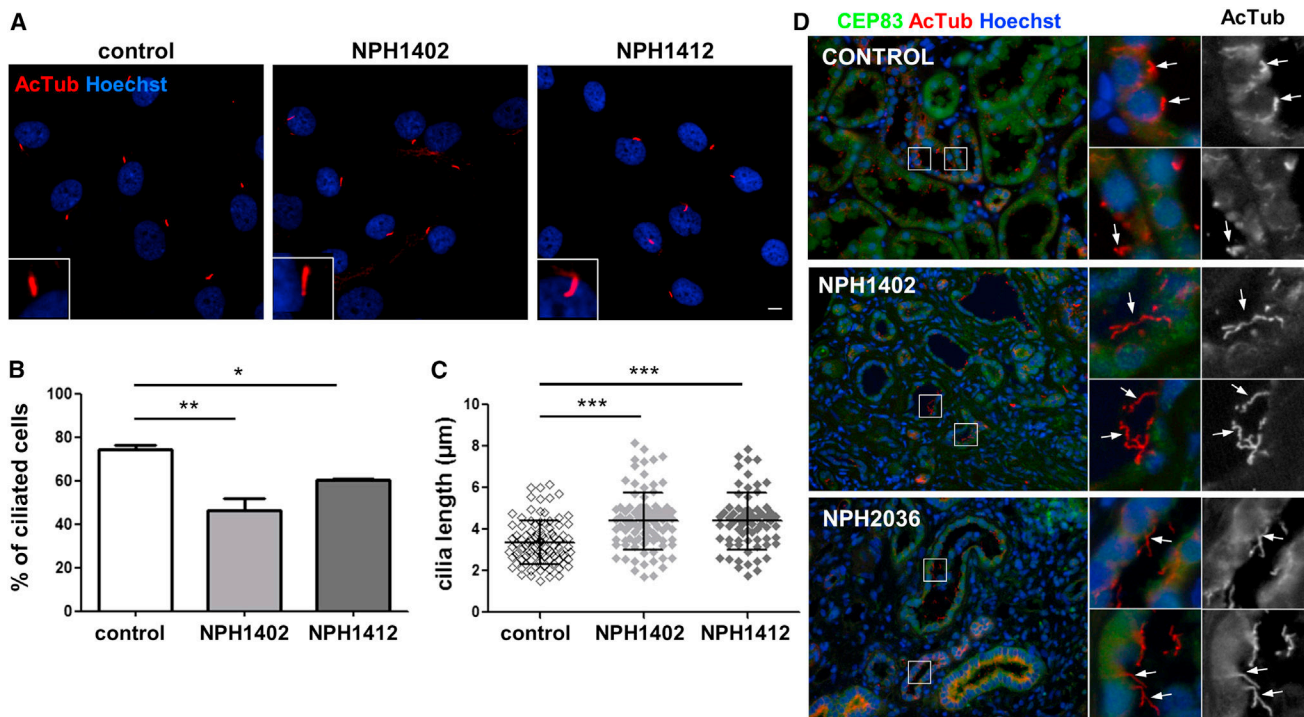 A
control
NPH1402
NPH1412
AcTub Hoechst
B
% of ciliated cells
100
80
60
40
20
0
*
**
control
NPH1402
NPH1412
C
cilia length (μm)
10
8
6
4
2
0
***
***
control
NPH1402
NPH1412
D
CEP83 AcTub Hoechst
AcTub
CONTROL
NPH1402
NPH2036